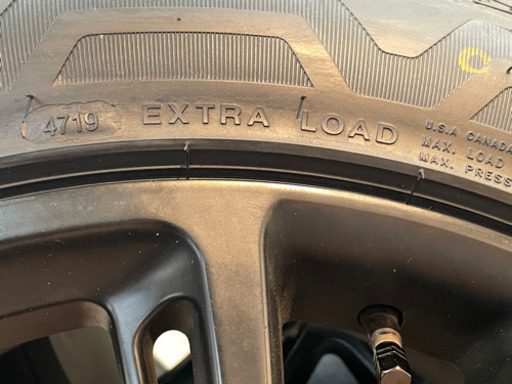 4719
EXTRA LOAD
U.S.A CANADA
MAX. LOAD
MAX. PRESS
C